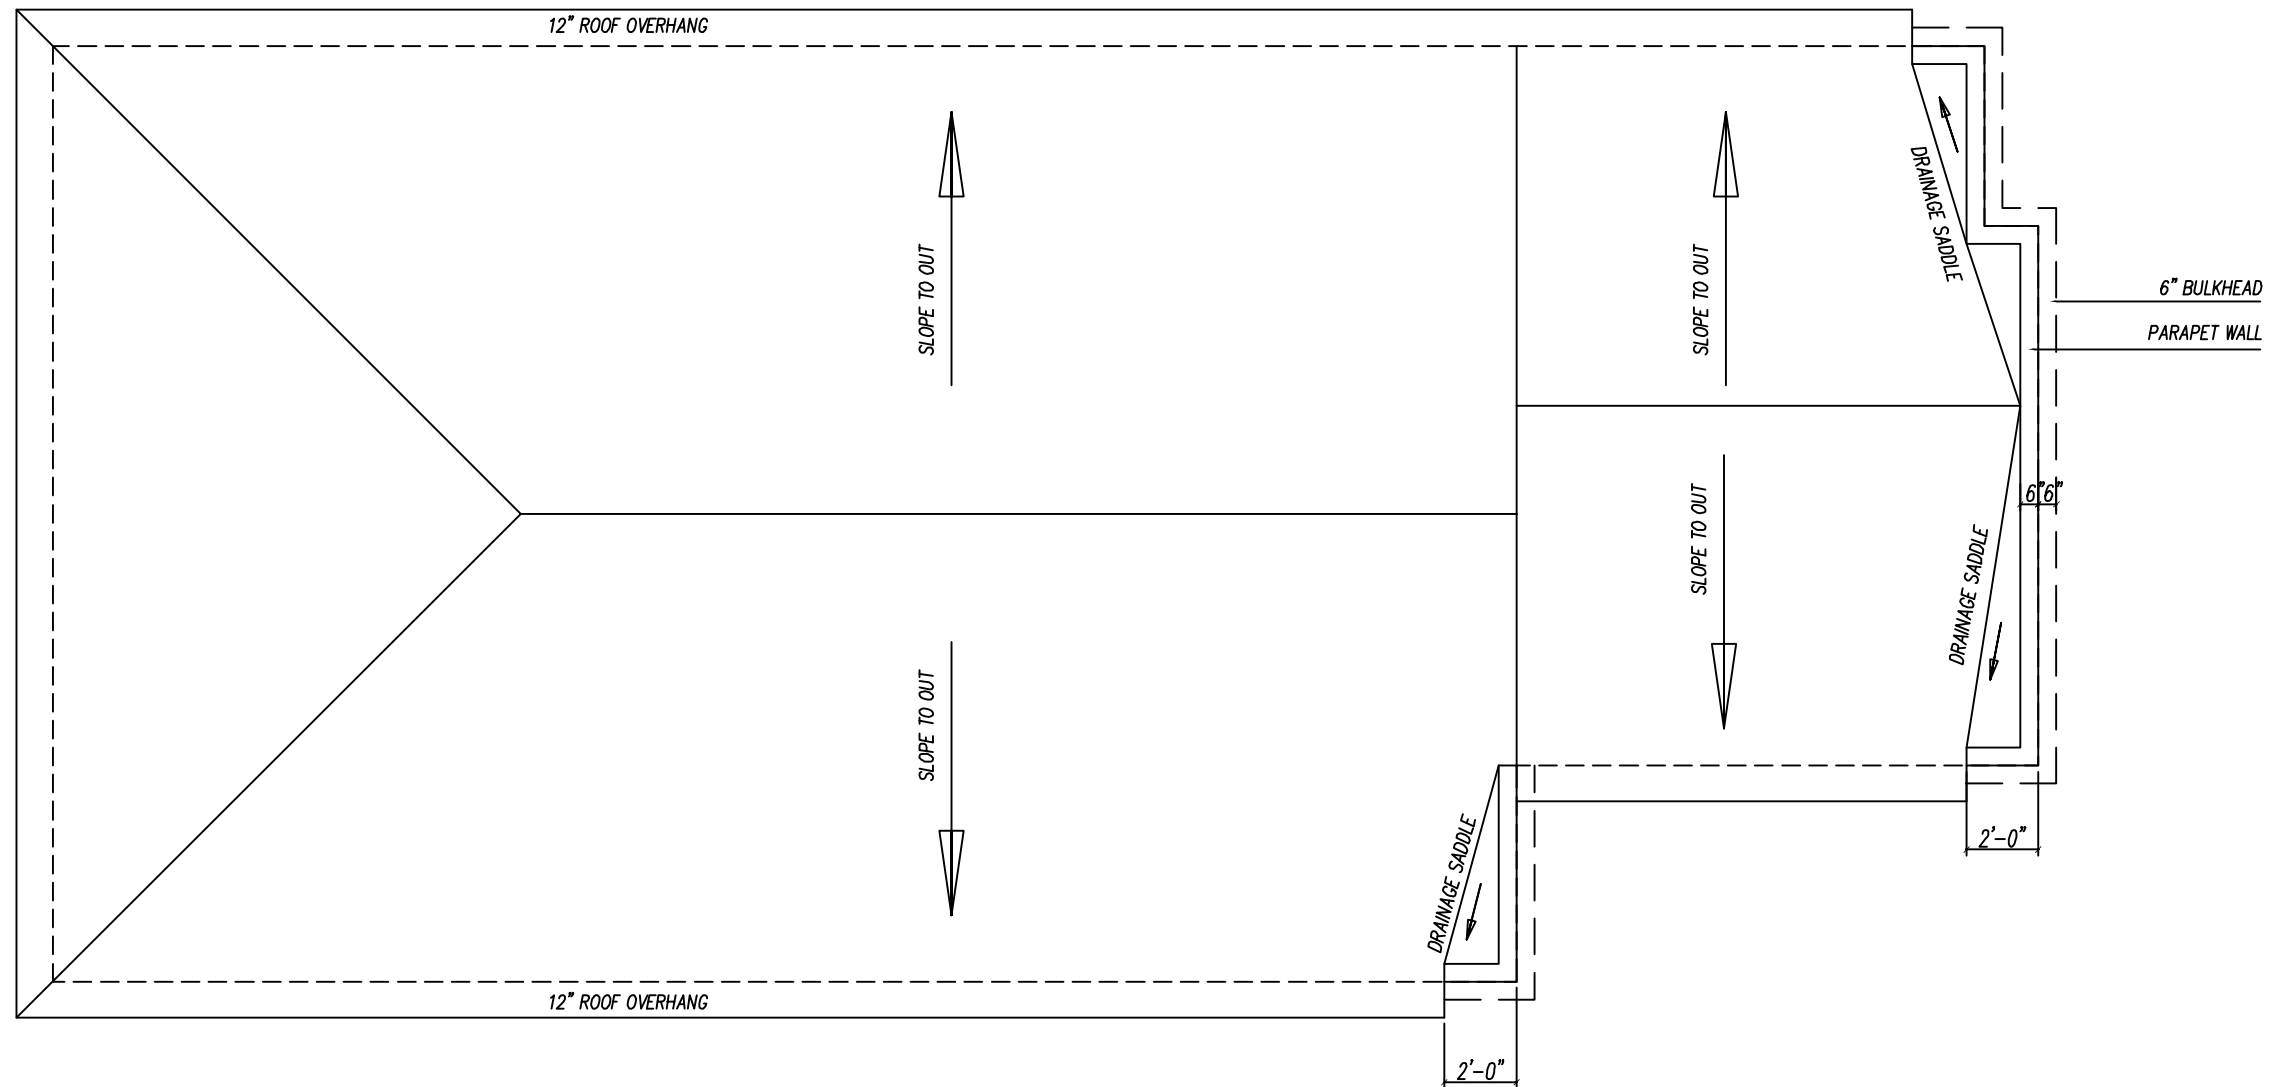 12" ROOF OVERHANG
SLOPE TO OUT
SLOPE TO OUT
DRAINAGE SADDLE
6" BULKHEAD
PARAPET WALL
6"6"
SLOPE TO OUT
DRAINAGE SADDLE
SLOPE TO OUT
2'-0"
DRAINAGE SADDLE
12" ROOF OVERHANG
2'-0"